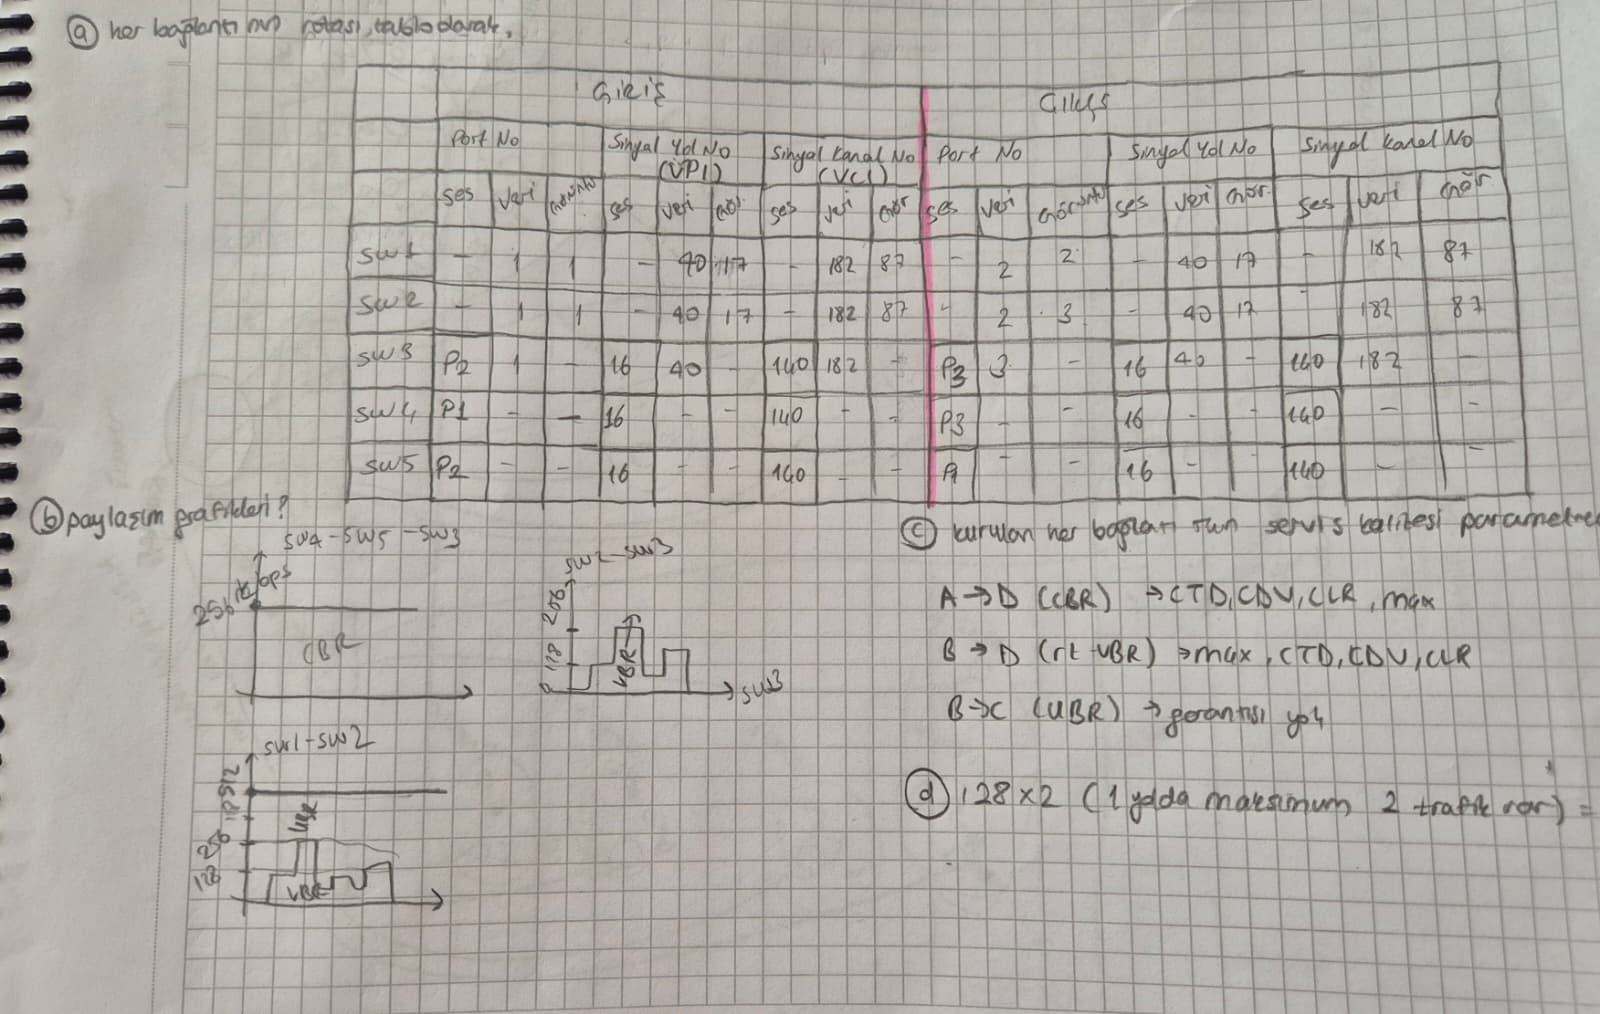 a) her bağlantının rotası, tablo olarak.
Giriş Çıkış
Port No Sinyal Yol No (VPI) Sinyal Kanal No (VCI) Port No Sinyal Yol No Sinyal Kanal No
ses veri görüntü ses veri gör. ses veri gör ses veri görüntü ses veri gör. ses veri gör
SW1 - 1 1 - 40 17 - 182 87 - 2 2 - 40 17 - 182 87
SW2 - 1 1 - 40 17 - 182 87 - 2 3 - 40 17 - 182 87
SW3 P2 1 - 16 40 - 140 182 - P3 3 - 16 40 - 140 182 -
SW4 P1 - - 16 - - 140 - - P3 - - 16 - - 140 - -
SW5 P2 - - 16 - - 140 - - 16 - 140 - -
b) paylaşım grafikleri?
SW4-SW5-SW3
kbps
256
CBR
SW2-SW3
256
128
0
VBR
SW3
SW1-SW2
512
256
128
UBR
VBR
c) kurulan her bağlantının servis kalitesi parametre
A → D (CBR) → CTD, CDV, CLR, max
B → D (rt-VBR) → max, CTD, CDV, CLR
B → C (UBR) → garantisi yok
d) 128 x 2 (1 yolda maksimum 2 trafik var) =